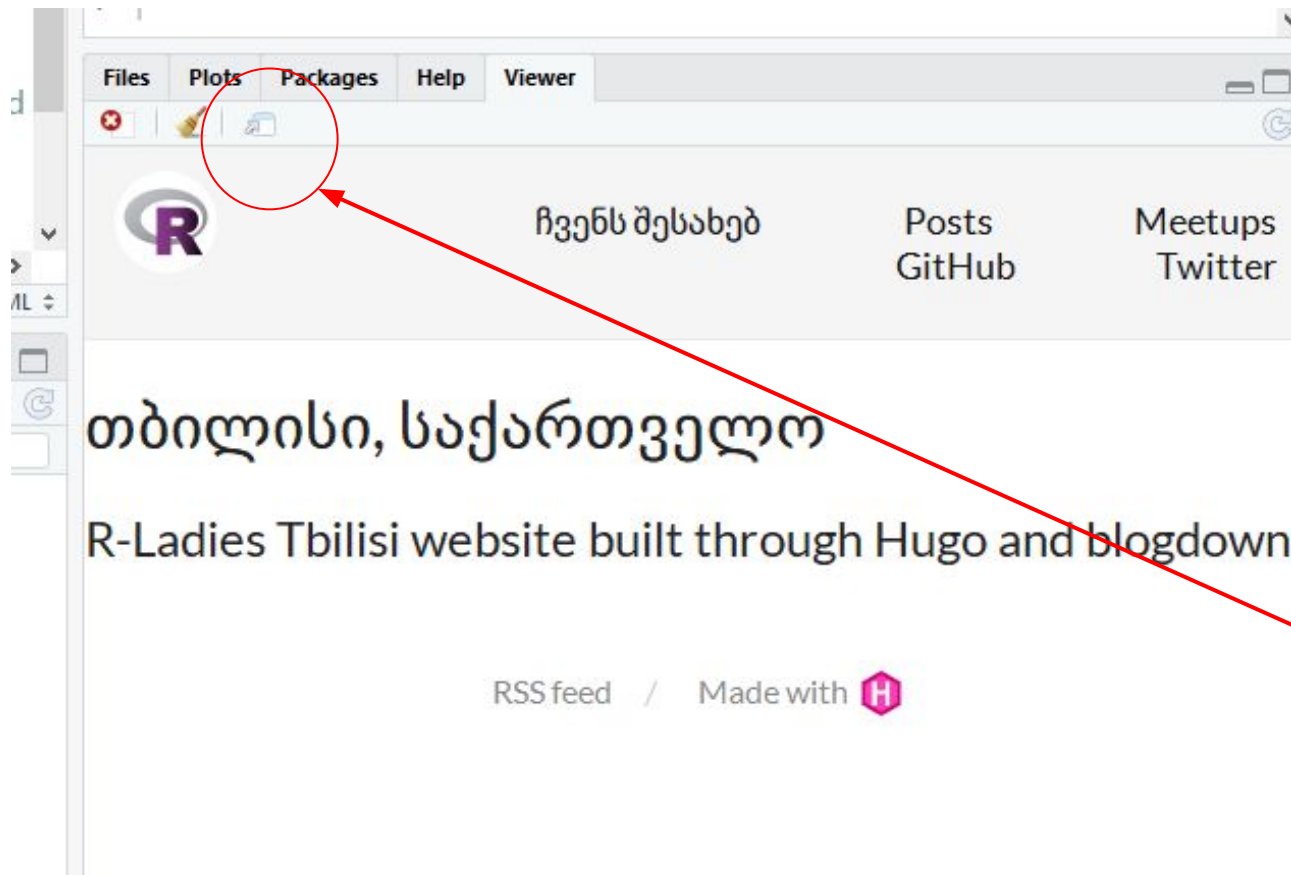 d
Files Plots Packages Help Viewer
ML
R
ჩვენს შესახებ Posts Meetups
GitHub Twitter
თბილისი, საქართველო
R-Ladies Tbilisi website built through Hugo and blogdown
RSS feed / Made with H